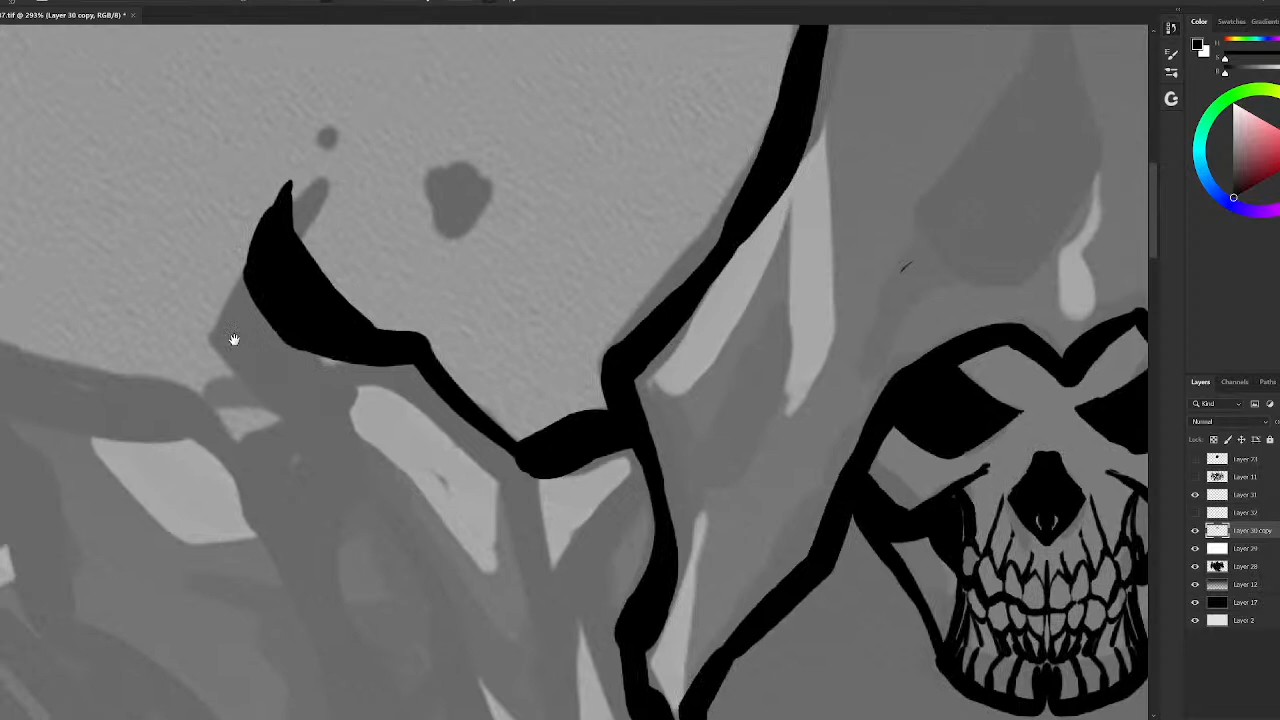 7.tif @ 293% (Layer 30 copy, RGB/8) *
Color
Swatches
Gradients
H
S
B
Layers
Channels
Paths
Kind
Normal
Lock:
Layer 73
Layer 11
Layer 31
Layer 32
Layer 30 copy
Layer 29
Layer 28
Layer 12
Layer 17
Layer 2